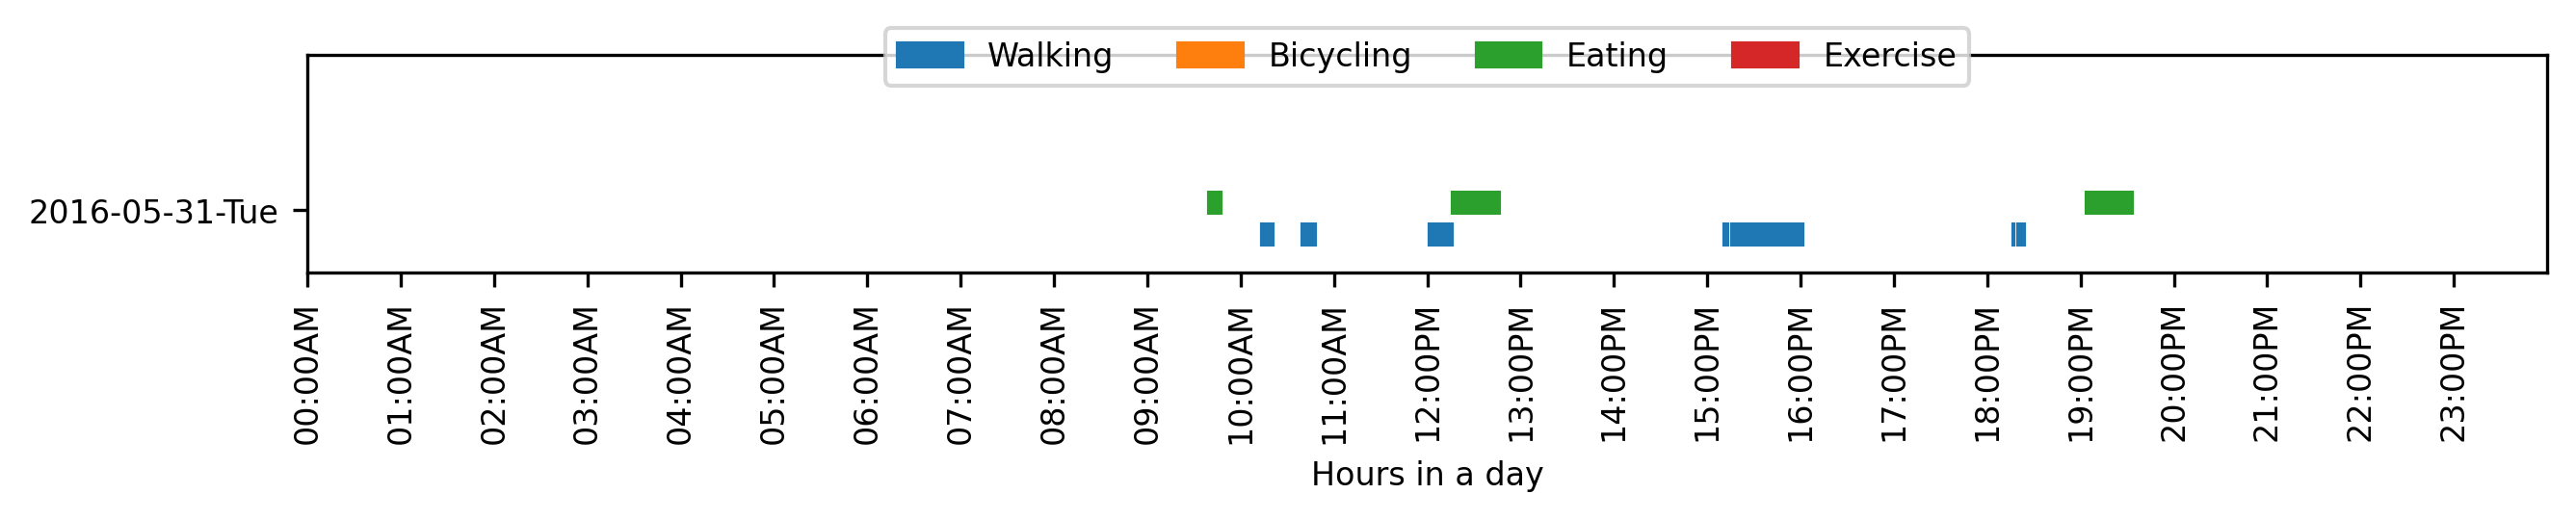 Walking Bicycling Eating Exercise
2016-05-31-Tue
00:00AM
01:00AM
02:00AM
03:00AM
04:00AM
05:00AM
06:00AM
07:00AM
08:00AM
09:00AM
10:00AM
11:00AM
12:00PM
13:00PM
14:00PM
15:00PM
16:00PM
17:00PM
18:00PM
19:00PM
20:00PM
21:00PM
22:00PM
23:00PM
Hours in a day